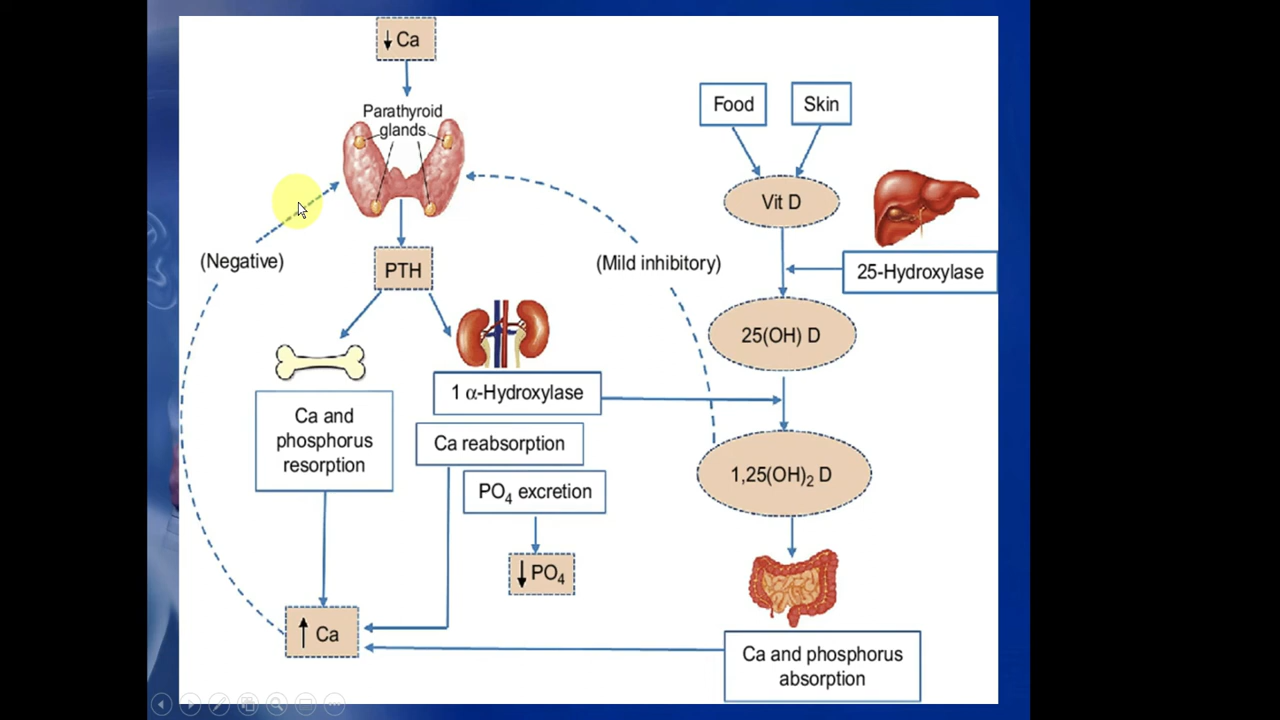 ↓ Ca
Parathyroid
glands
Food
Skin
Vit D
(Negative)
PTH
(Mild inhibitory)
25-Hydroxylase
25(OH) D
1 α-Hydroxylase
Ca and
phosphorus
resorption
Ca reabsorption
PO₄ excretion
1,25(OH)₂ D
↓ PO₄
↑ Ca
Ca and phosphorus
absorption